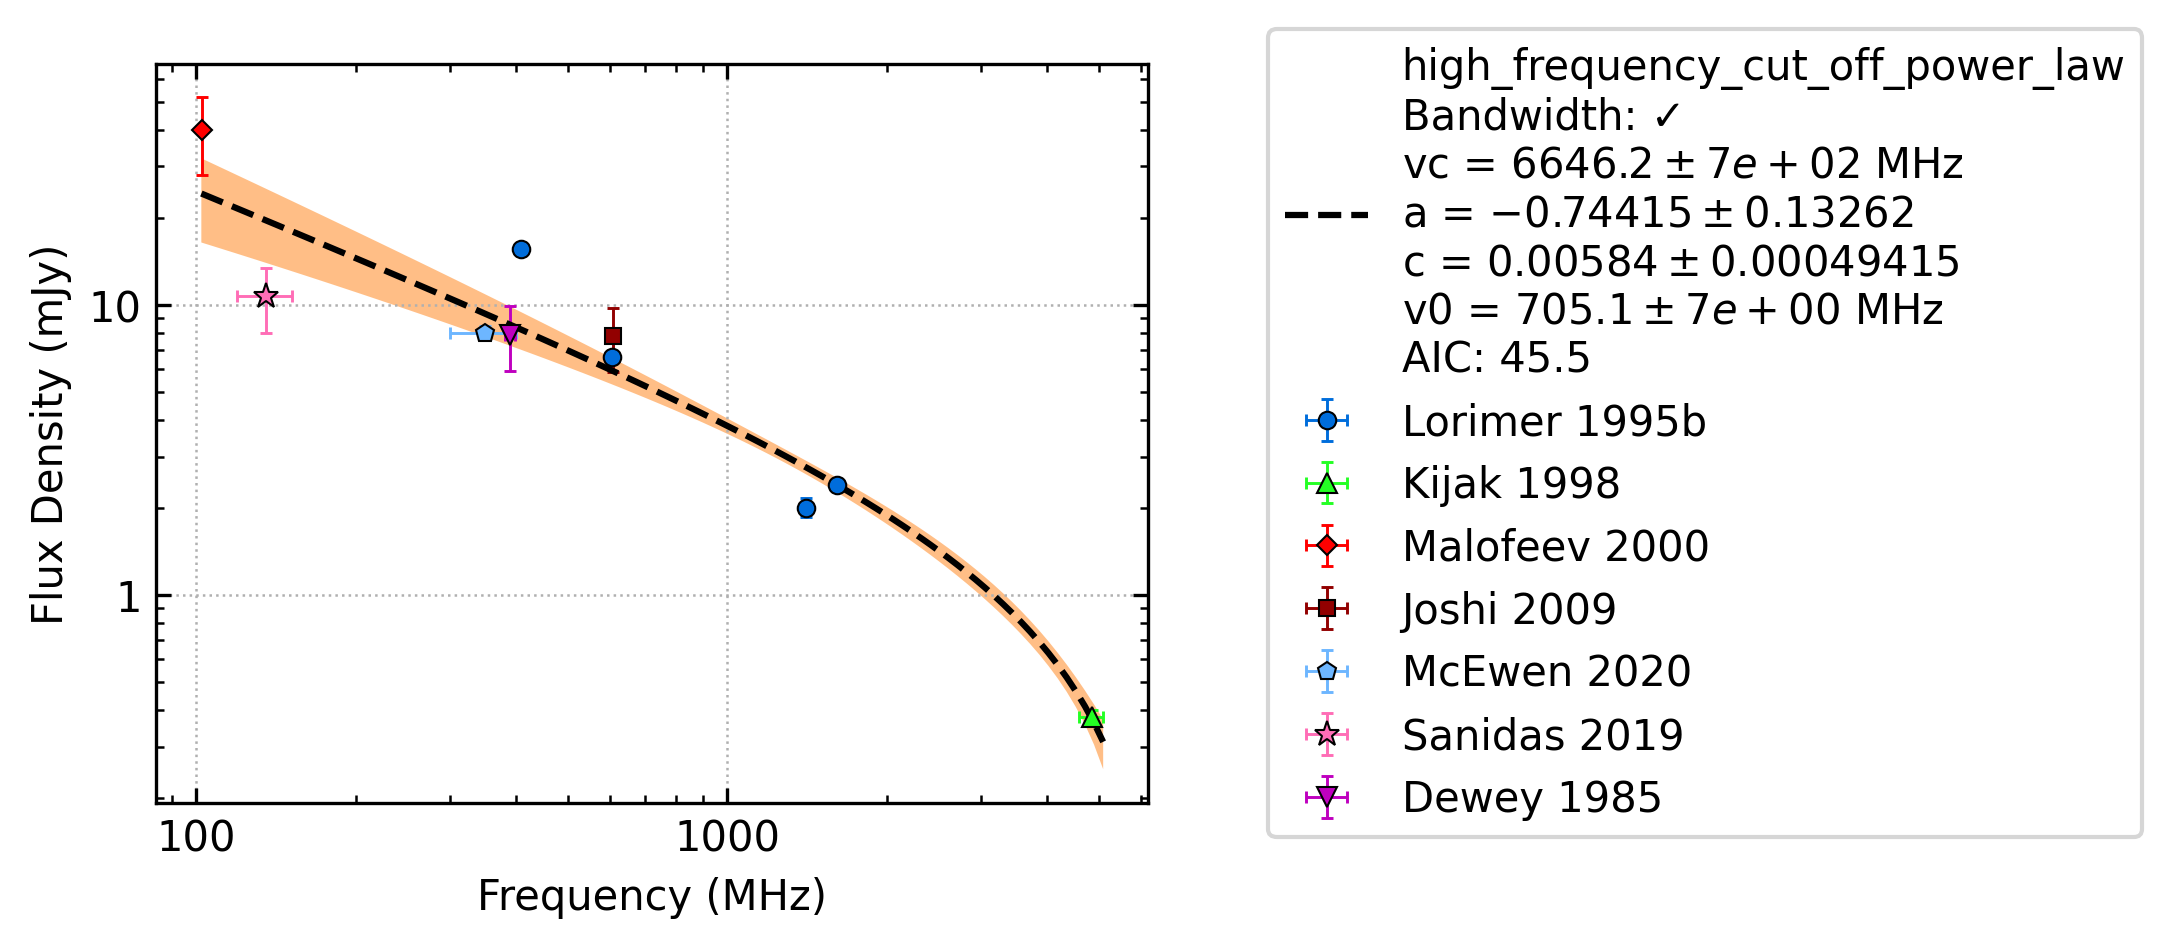 high_frequency_cut_off_power_law
Bandwidth: ✓
vc = 6646.2 ± 7e + 02 MHz
a = −0.74415 ± 0.13262
c = 0.00584 ± 0.00049415
v0 = 705.1 ± 7e + 00 MHz
AIC: 45.5
Lorimer 1995b
Kijak 1998
Malofeev 2000
Joshi 2009
McEwen 2020
Sanidas 2019
Dewey 1985
Flux Density (mJy)
10
1
100
1000
Frequency (MHz)